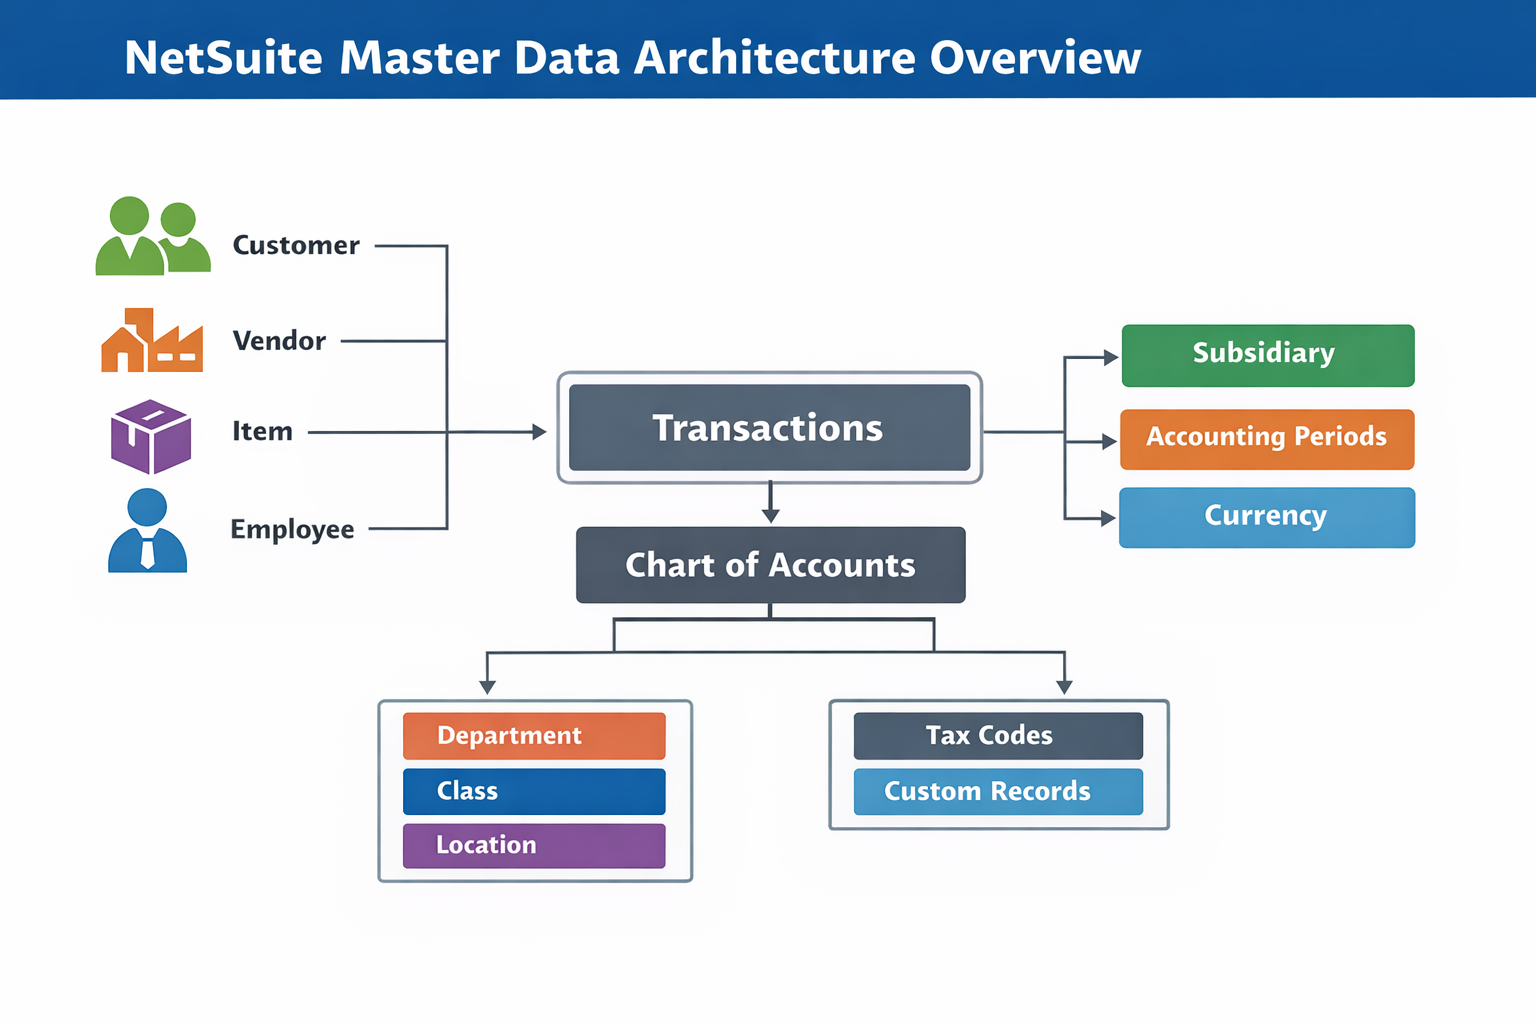 NetSuite Master Data Architecture Overview
Customer
Vendor
Item
Employee
Transactions
Chart of Accounts
Subsidiary
Accounting Periods
Currency
Department
Class
Location
Tax Codes
Custom Records